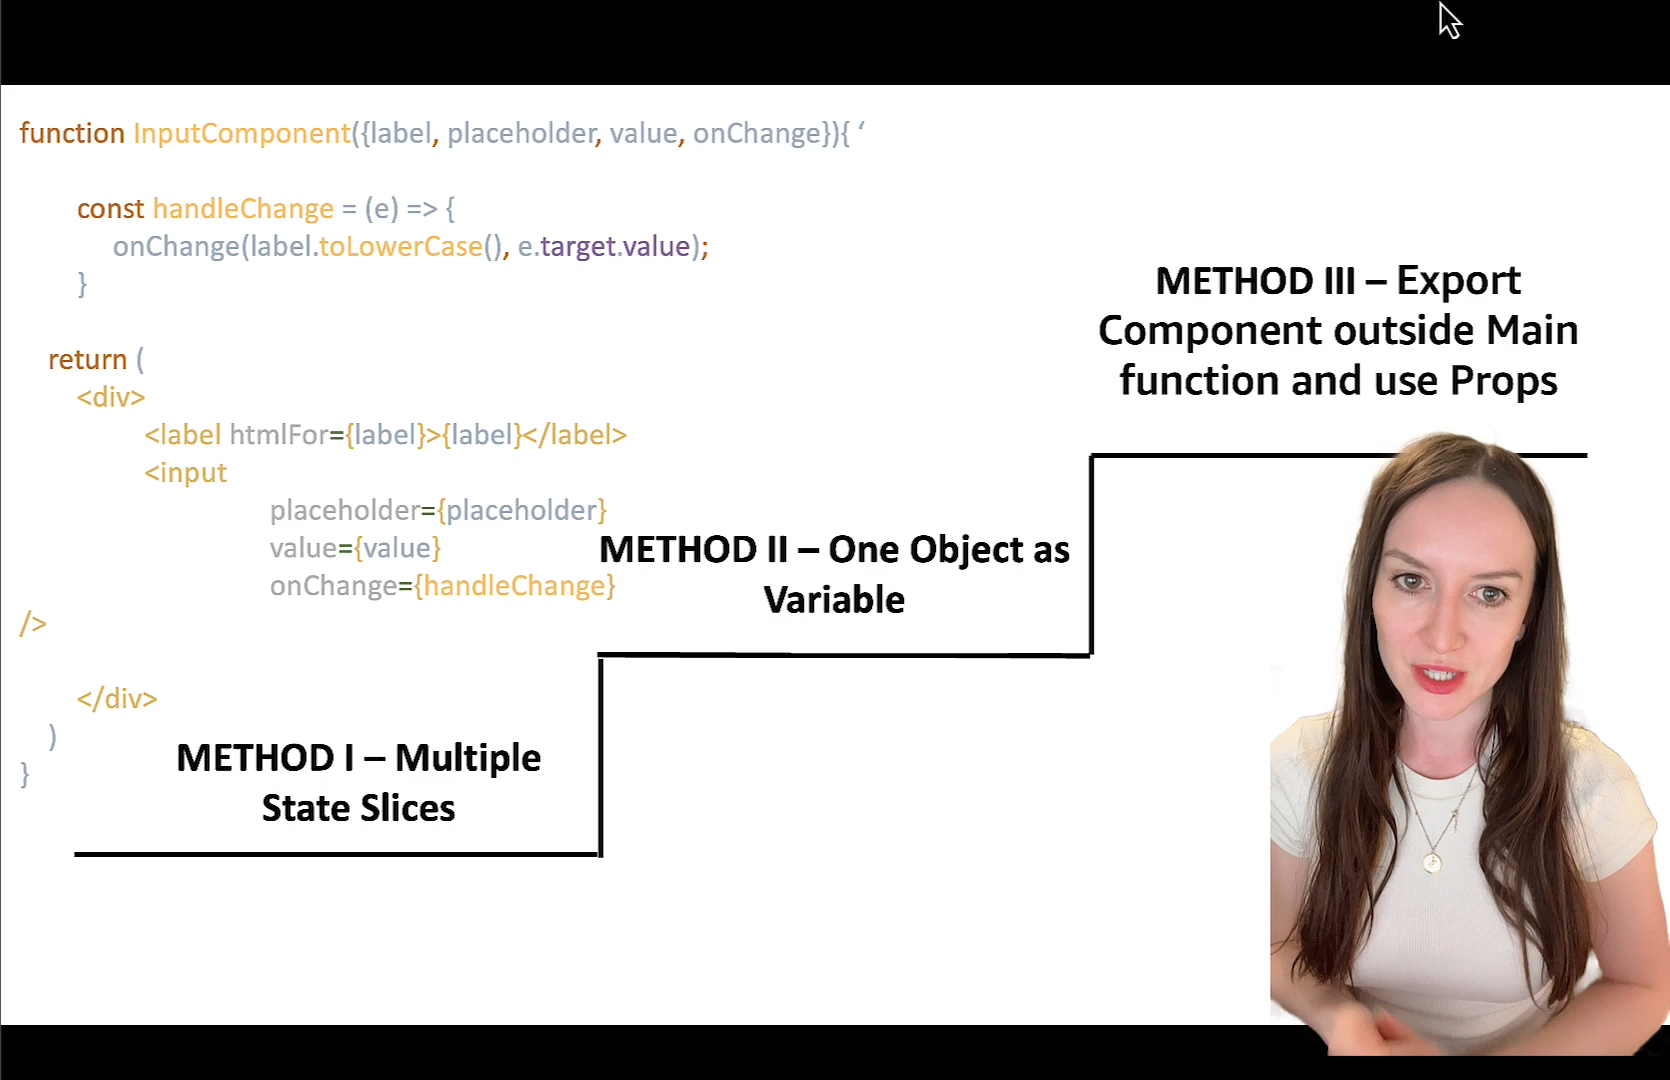 function InputComponent({label, placeholder, value, onChange}){ ‘
const handleChange = (e) => {
onChange(label.toLowerCase(), e.target.value);
}
return (
<div>
<label htmlFor={label}>{label}</label>
<input
placeholder={placeholder}
value={value}
onChange={handleChange}
/>
</div>
)
}
METHOD I – Multiple
State Slices
METHOD II – One Object as
Variable
METHOD III – Export
Component outside Main
function and use Props